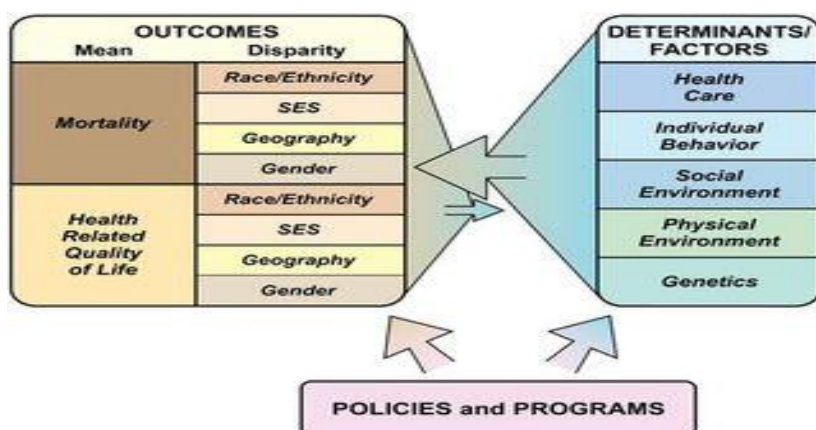 OUTCOMES
Mean Disparity
Mortality
Race/Ethnicity
SES
Geography
Gender
Health
Related
Quality
of Life
Race/Ethnicity
SES
Geography
Gender
DETERMINANTS/
FACTORS
Health
Care
Individual
Behavior
Social
Environment
Physical
Environment
Genetics
POLICIES and PROGRAMS